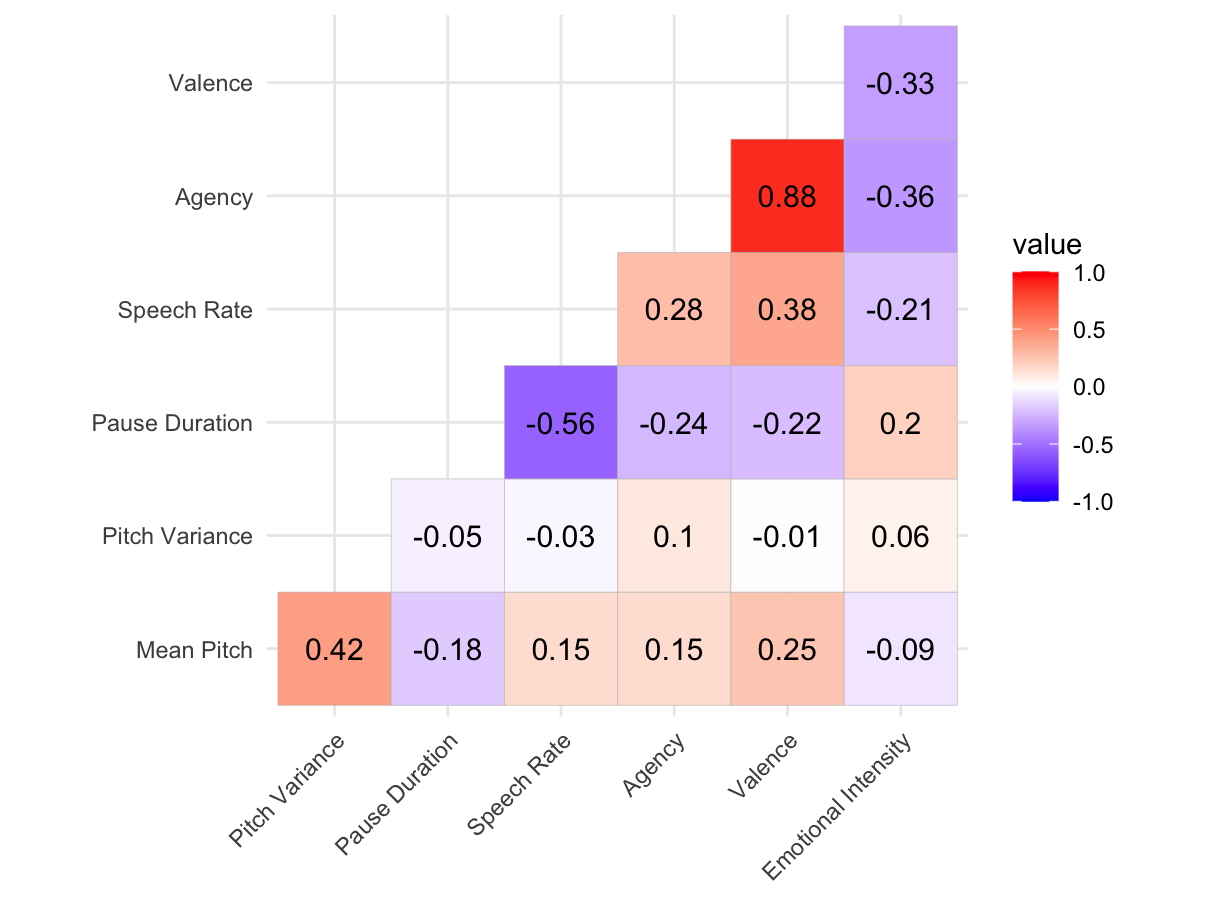 Valence
-0.33
Agency
0.88 -0.36
value
1.0
Speech Rate
0.28 0.38 -0.21
0.5
0.0
Pause Duration
-0.56 -0.24 -0.22 0.2
-0.5
-1.0
Pitch Variance
-0.05 -0.03 0.1 -0.01 0.06
Mean Pitch
0.42 -0.18 0.15 0.15 0.25 -0.09
Pitch Variance
Pause Duration
Speech Rate
Agency
Valence
Emotional Intensity